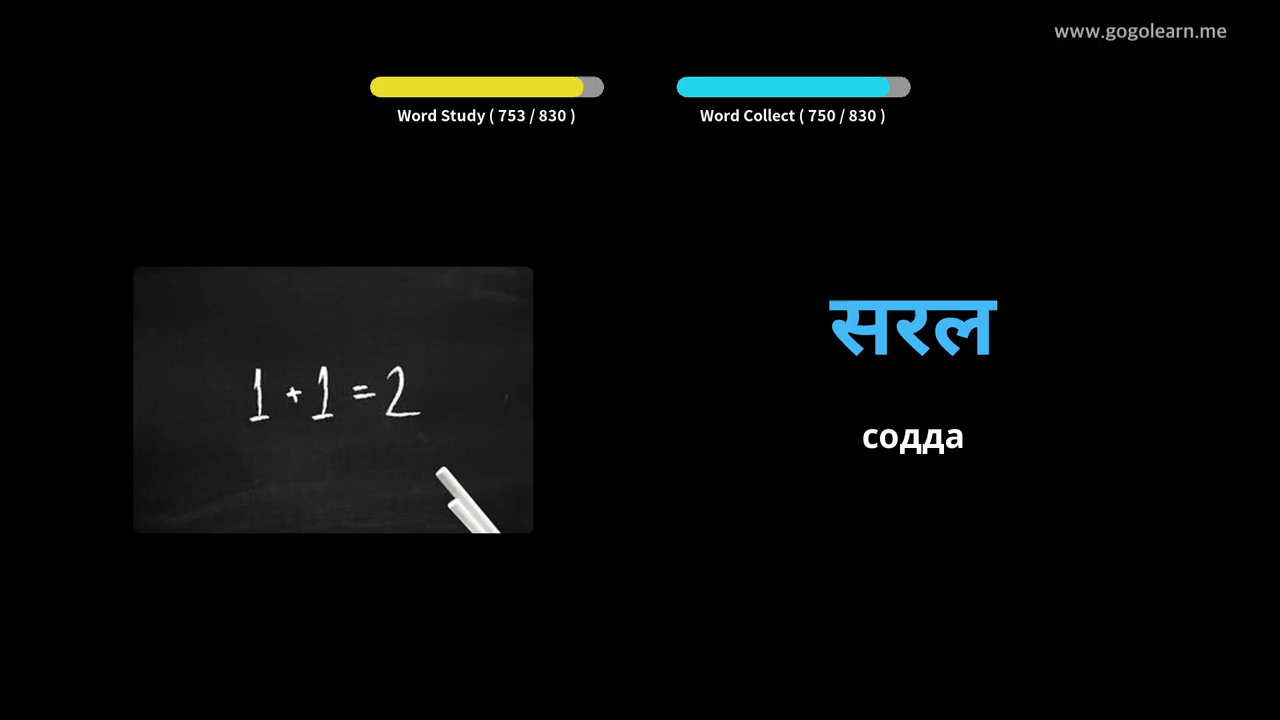 www.gogolearn.me
Word Study ( 753 / 830 )
Word Collect ( 750 / 830 )
1 + 1 = 2
सरल
содда